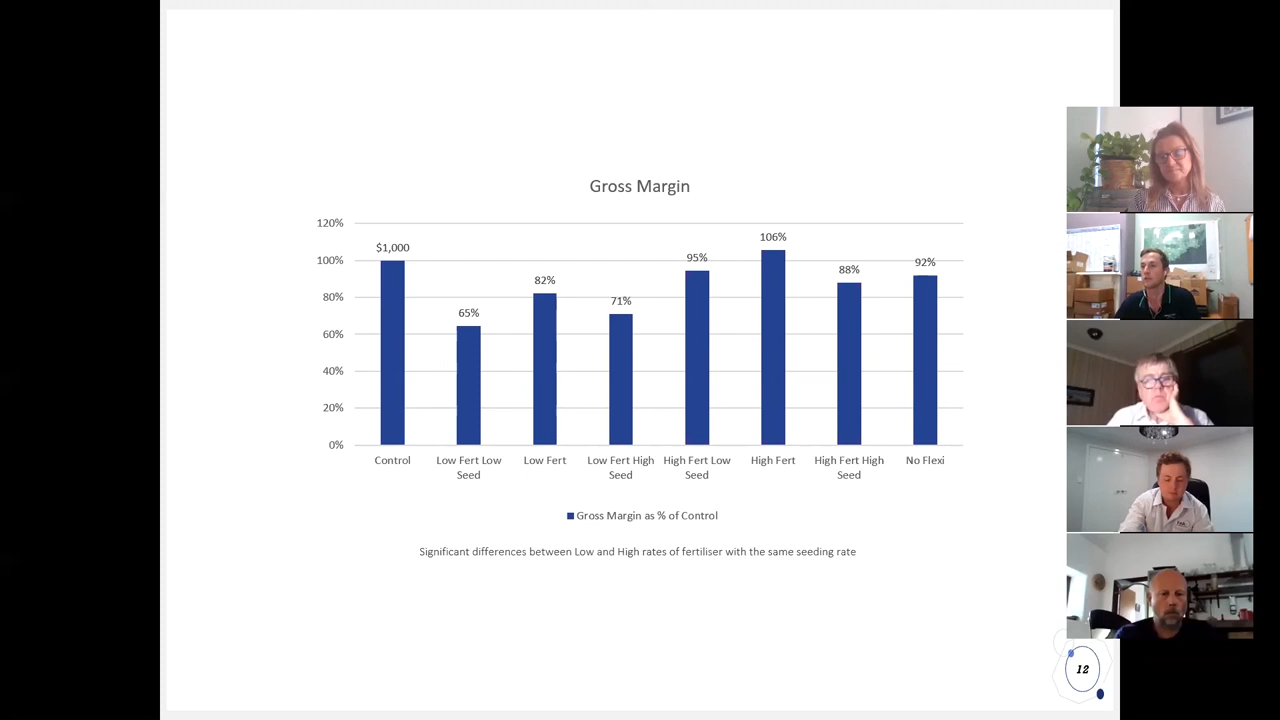 Gross Margin
120%
100%
80%
60%
40%
20%
0%
$1,000
65%
82%
71%
95%
106%
88%
92%
Control
Low Fert Low
Seed
Low Fert
Low Fert High
Seed
High Fert Low
Seed
High Fert
High Fert High
Seed
No Flexi
Gross Margin as % of Control
Significant differences between Low and High rates of fertiliser with the same seeding rate
12